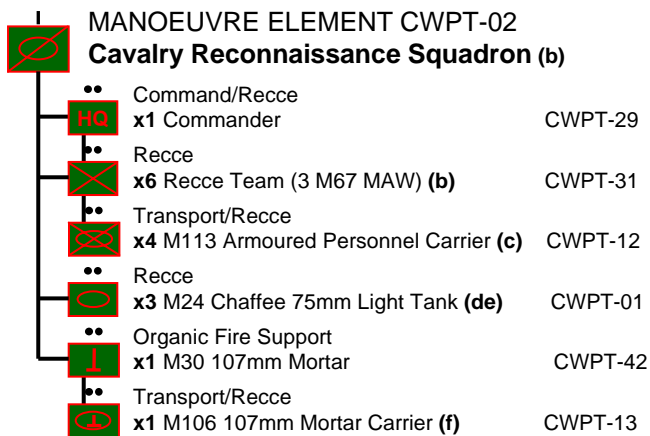 MANOEUVRE ELEMENT CWPT-02
Cavalry Reconnaissance Squadron (b)
Command/Recce
HQ x1 Commander CWPT-29
Recce
x6 Recce Team (3 M67 MAW) (b) CWPT-31
Transport/Recce
x4 M113 Armoured Personnel Carrier (c) CWPT-12
Recce
x3 M24 Chaffee 75mm Light Tank (de) CWPT-01
Organic Fire Support
x1 M30 107mm Mortar CWPT-42
Transport/Recce
x1 M106 107mm Mortar Carrier (f) CWPT-13